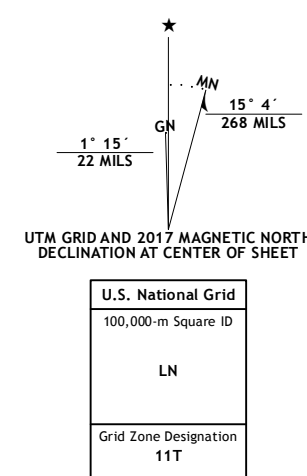 ★
MN
15° 4´
268 MILS
GN
1° 15´
22 MILS
UTM GRID AND 2017 MAGNETIC NORTH
DECLINATION AT CENTER OF SHEET
U.S. National Grid
100,000-m Square ID
LN
Grid Zone Designation
11T